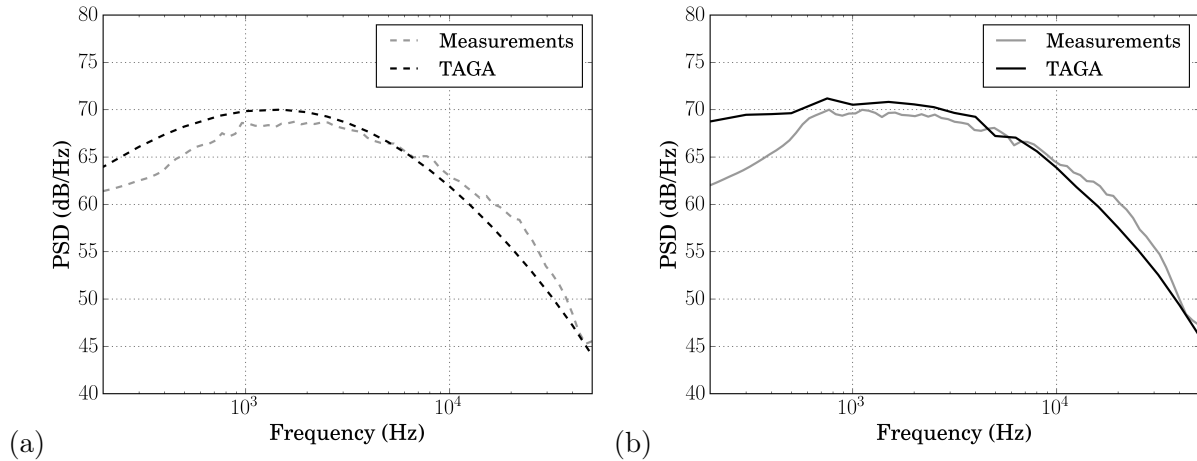 80
75
70
65
60
55
50
45
40
PSD (dB/Hz)
10³
10⁴
Frequency (Hz)
Measurements
TAGA
(a)
80
75
70
65
60
55
50
45
40
PSD (dB/Hz)
10³
10⁴
Frequency (Hz)
Measurements
TAGA
(b)